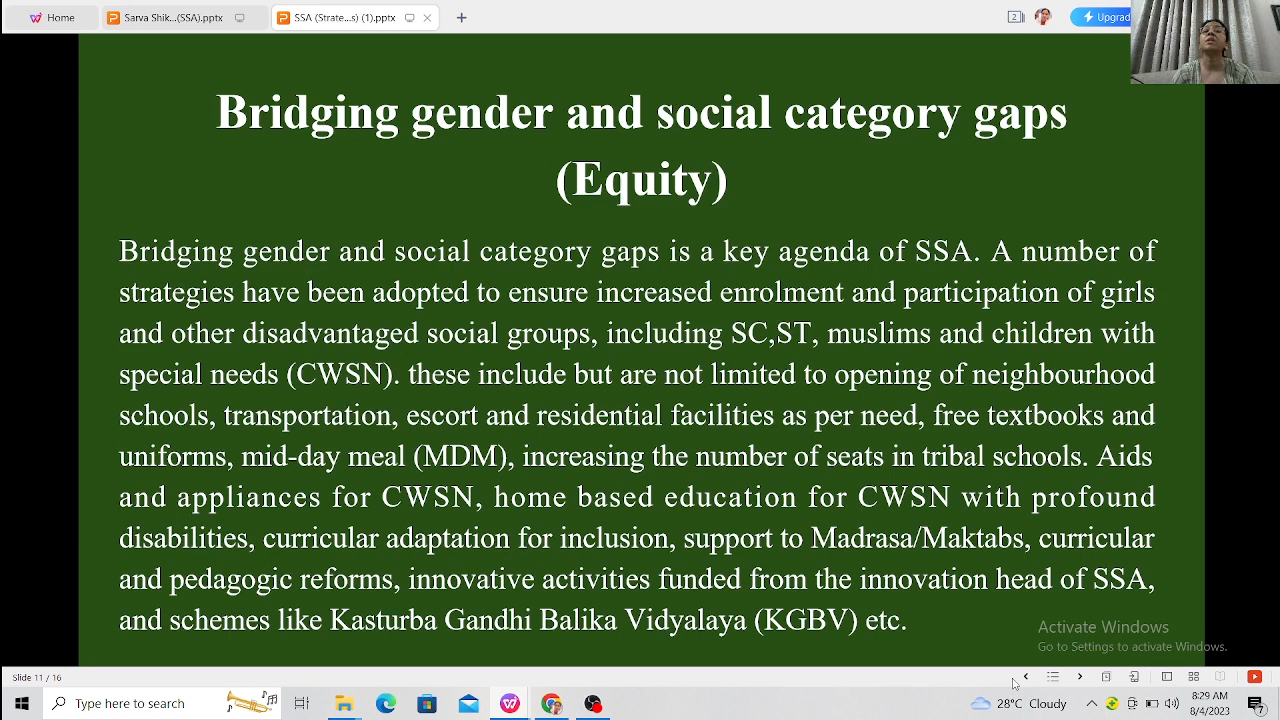 Home
Sarva Shik...(SSA).pptx
SSA (Strate...s) (1).pptx
2
Upgrad
Bridging gender and social category gaps
(Equity)
Bridging gender and social category gaps is a key agenda of SSA. A number of
strategies have been adopted to ensure increased enrolment and participation of girls
and other disadvantaged social groups, including SC,ST, muslims and children with
special needs (CWSN). these include but are not limited to opening of neighbourhood
schools, transportation, escort and residential facilities as per need, free textbooks and
uniforms, mid-day meal (MDM), increasing the number of seats in tribal schools. Aids
and appliances for CWSN, home based education for CWSN with profound
disabilities, curricular adaptation for inclusion, support to Madrasa/Maktabs, curricular
and pedagogic reforms, innovative activities funded from the innovation head of SSA,
and schemes like Kasturba Gandhi Balika Vidyalaya (KGBV) etc.
Activate Windows
Go to Settings to activate Windows.
Slide 11 / 16
Type here to search
28°C Cloudy
8:29 AM
8/4/2023
7